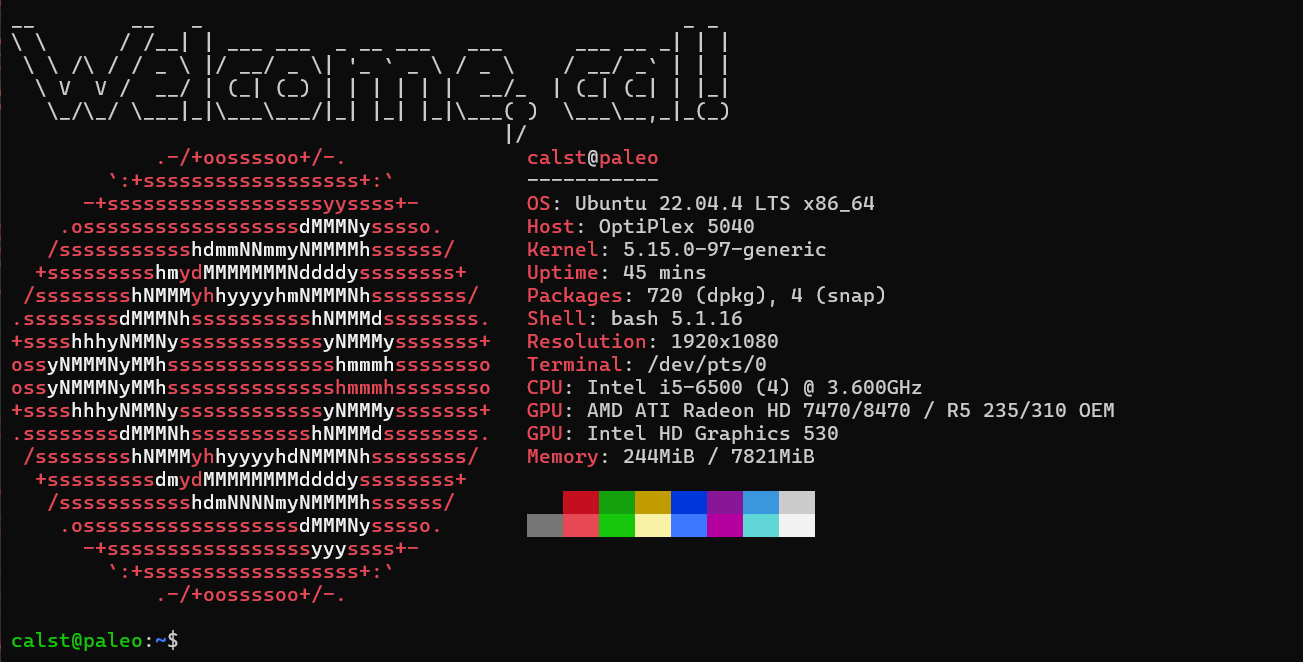 Welcome, cal!
calst@paleo
-----------
OS: Ubuntu 22.04.4 LTS x86_64
Host: OptiPlex 5040
Kernel: 5.15.0-97-generic
Uptime: 45 mins
Packages: 720 (dpkg), 4 (snap)
Shell: bash 5.1.16
Resolution: 1920x1080
Terminal: /dev/pts/0
CPU: Intel i5-6500 (4) @ 3.600GHz
GPU: AMD ATI Radeon HD 7470/8470 / R5 235/310 OEM
GPU: Intel HD Graphics 530
Memory: 244MiB / 7821MiB
calst@paleo:~$